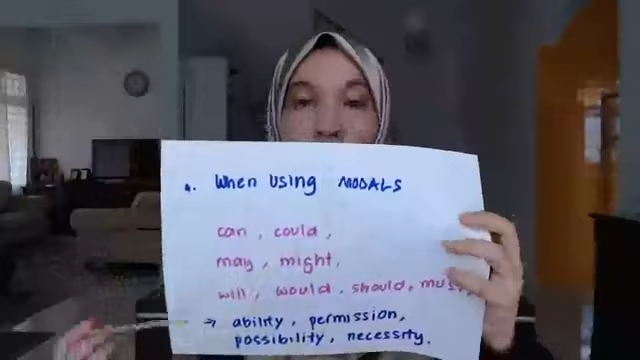 4. When using MODALS
can, could,
may, might,
will, would, should, must,
→ ability, permission,
possibility, necessity.